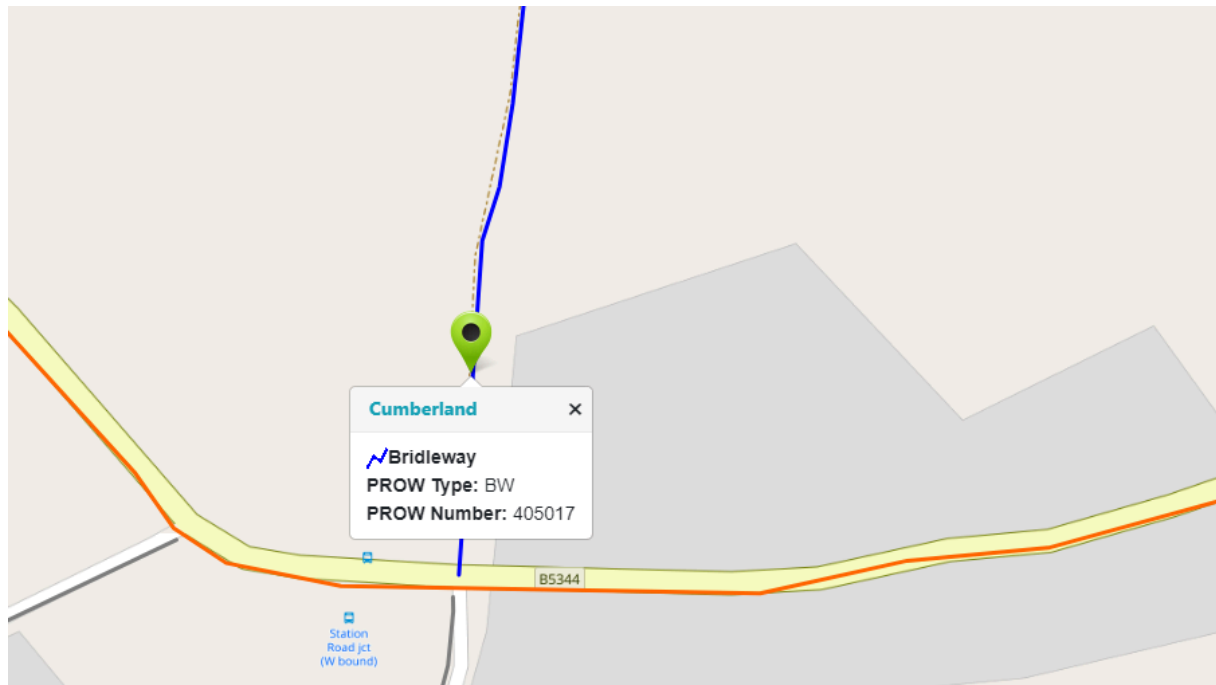 Cumberland ×
Bridleway
PROW Type: BW
PROW Number: 405017
B5344
Station
Road jct
(W bound)